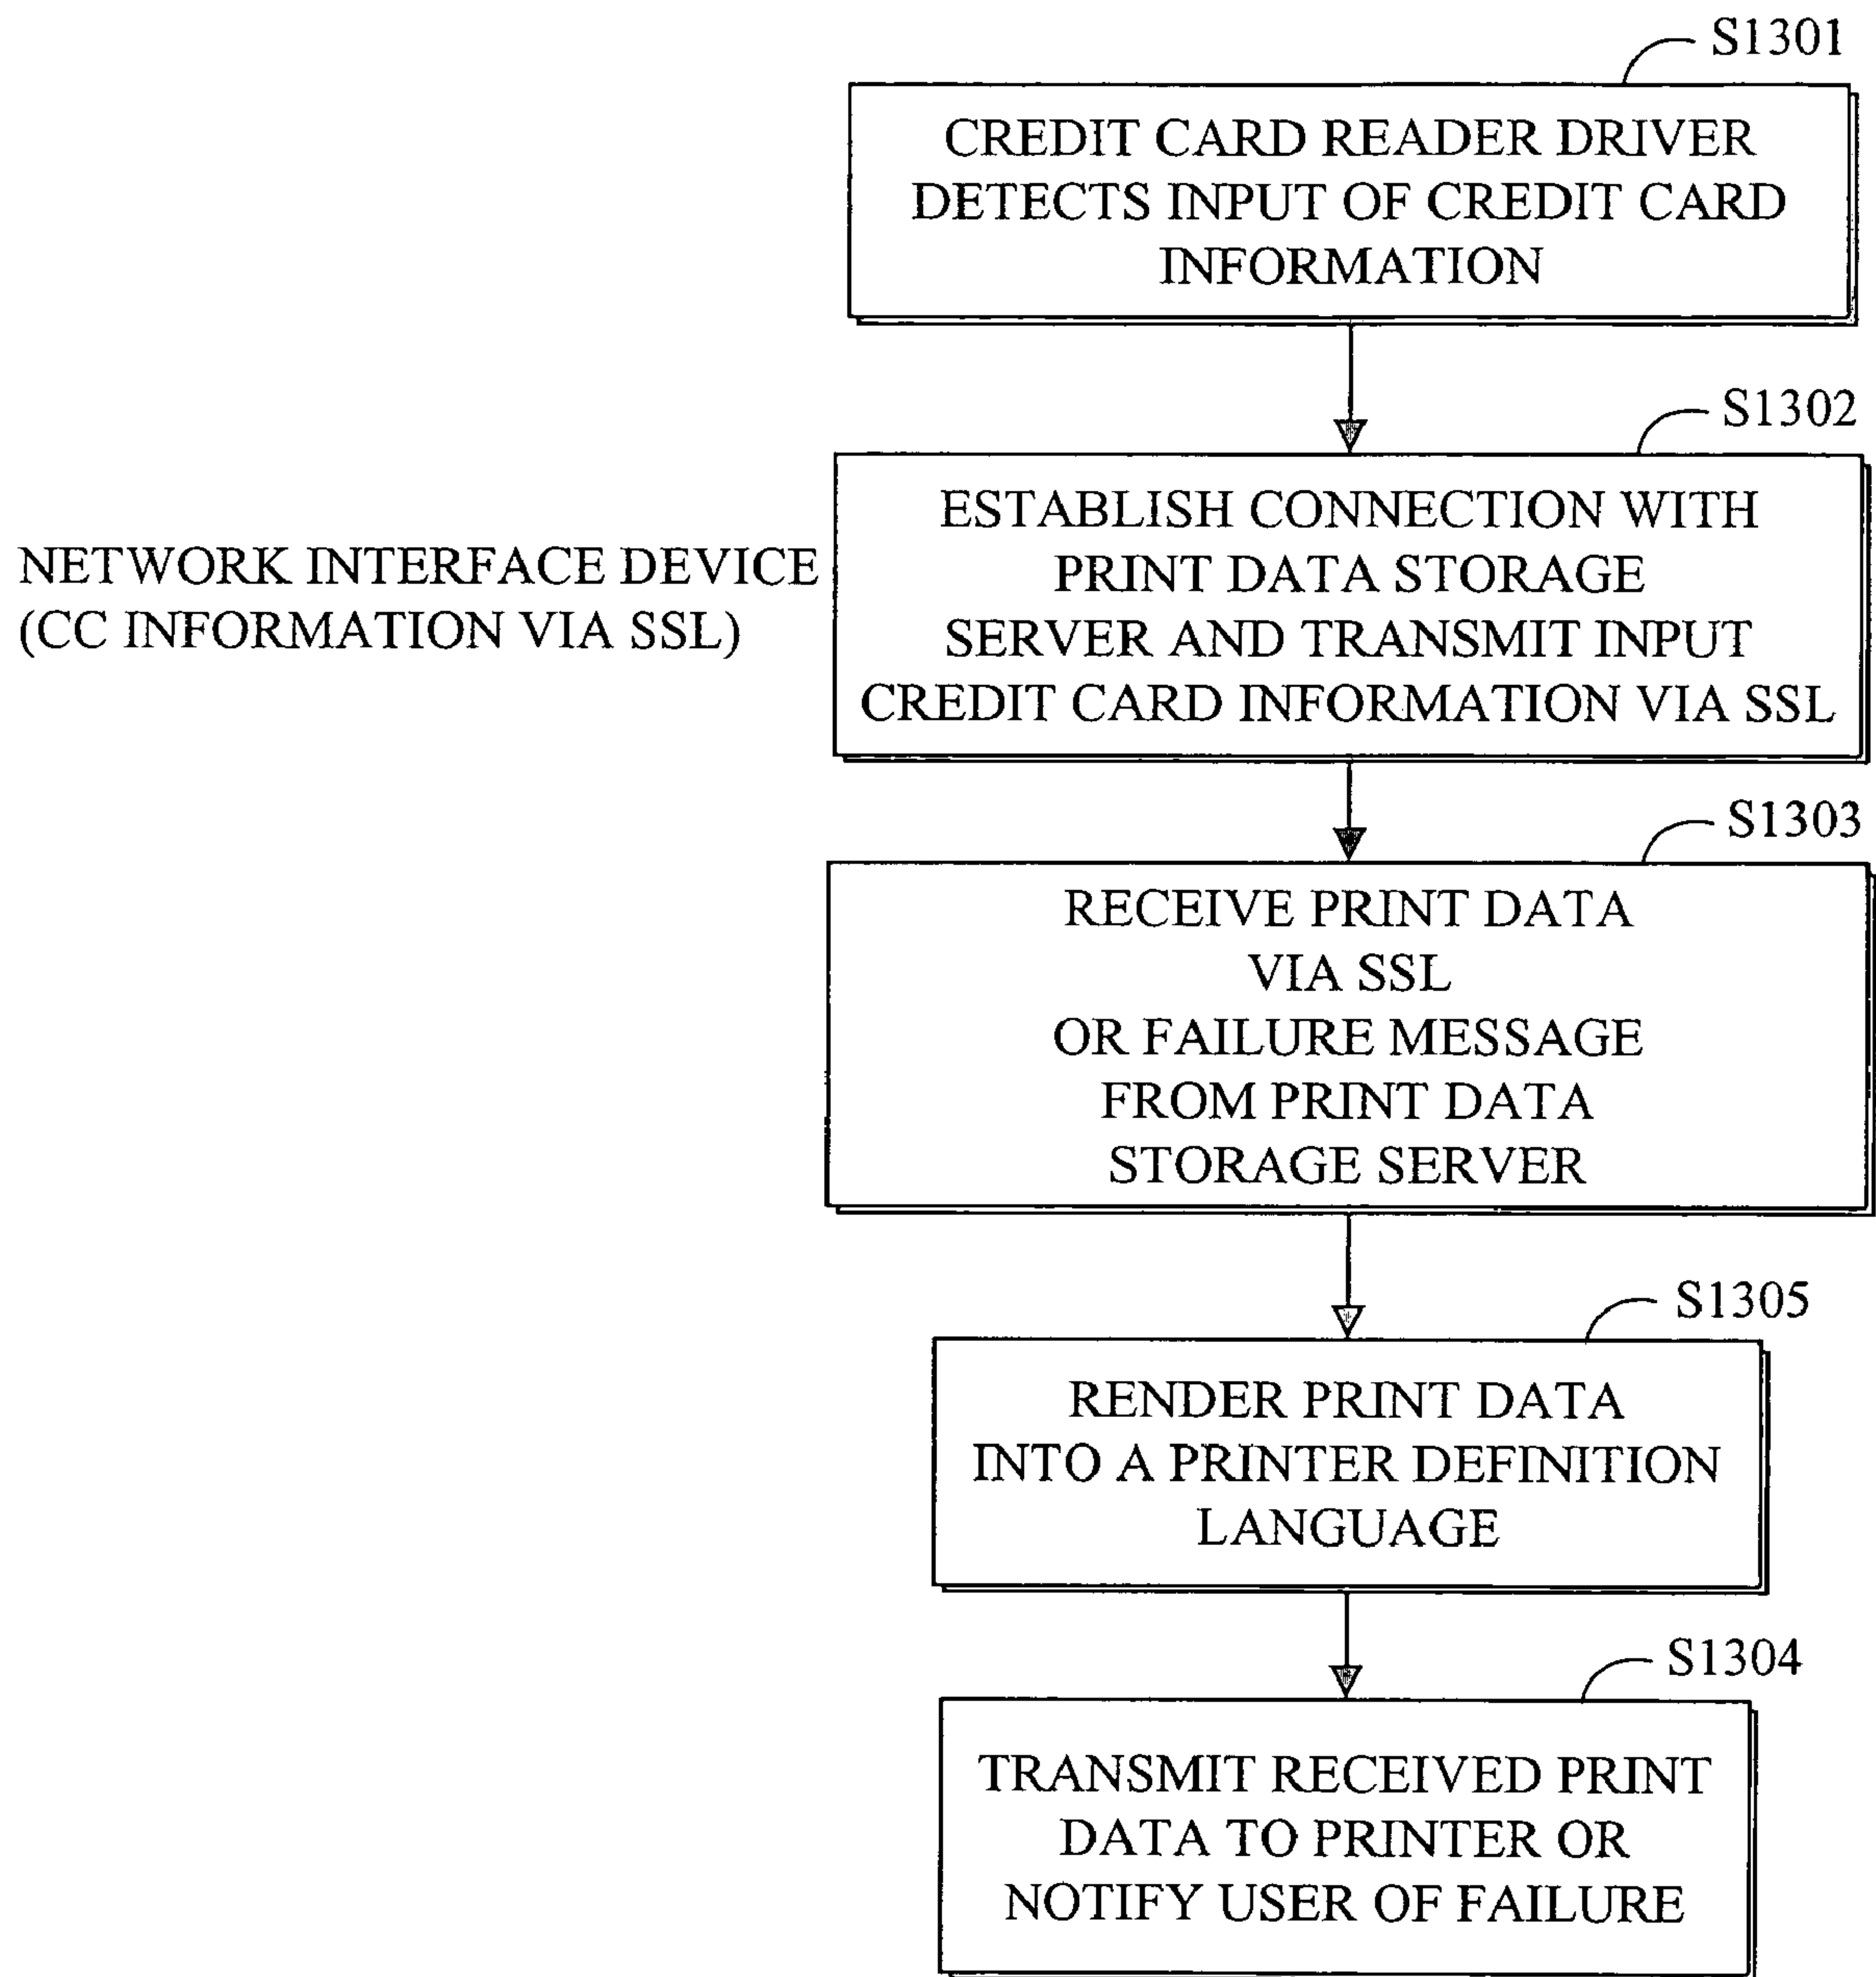 S1301
CREDIT CARD READER DRIVER
DETECTS INPUT OF CREDIT CARD
INFORMATION
S1302
NETWORK INTERFACE DEVICE
(CC INFORMATION VIA SSL)
ESTABLISH CONNECTION WITH
PRINT DATA STORAGE
SERVER AND TRANSMIT INPUT
CREDIT CARD INFORMATION VIA SSL
S1303
RECEIVE PRINT DATA
VIA SSL
OR FAILURE MESSAGE
FROM PRINT DATA
STORAGE SERVER
S1305
RENDER PRINT DATA
INTO A PRINTER DEFINITION
LANGUAGE
S1304
TRANSMIT RECEIVED PRINT
DATA TO PRINTER OR
NOTIFY USER OF FAILURE